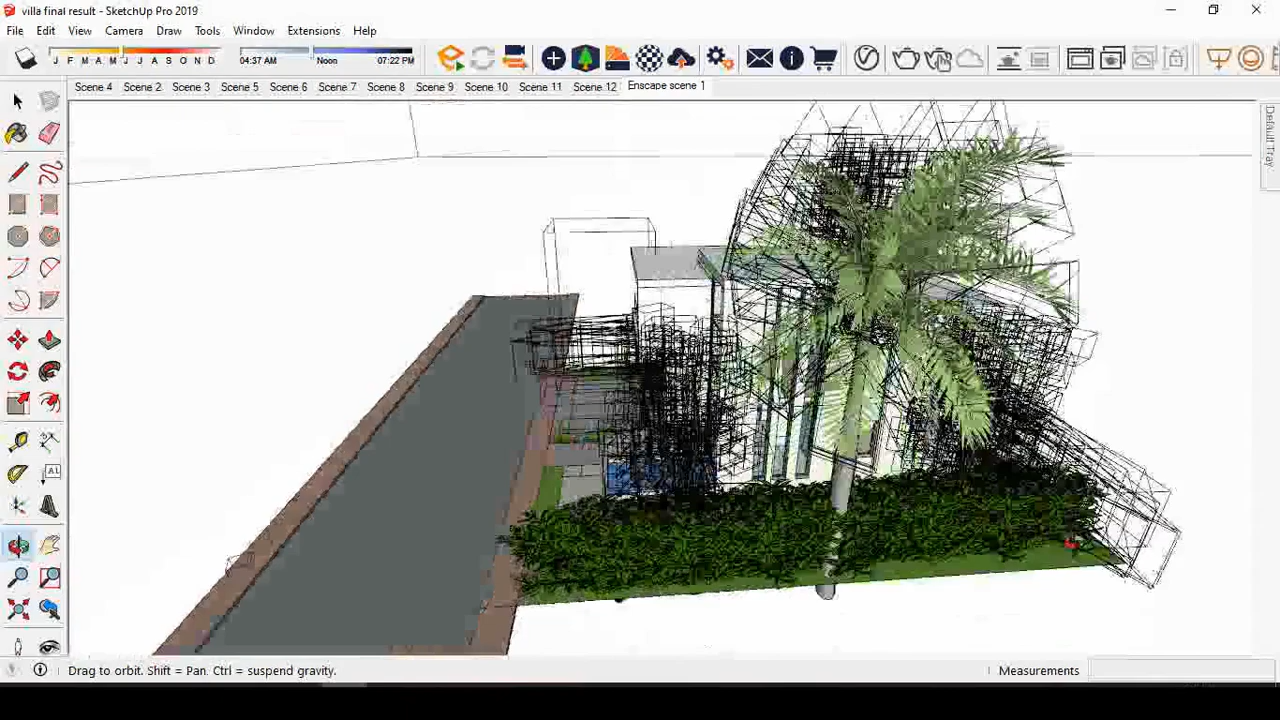 villa final result - SketchUp Pro 2019
File Edit View Camera Draw Tools Window Extensions Help
J F M A M J J A S O N D 04:37 AM Noon 07:22 PM
Scene 4 Scene 2 Scene 3 Scene 5 Scene 6 Scene 7 Scene 8 Scene 9 Scene 10 Scene 11 Scene 12 Enscape scene 1
Default Tray
Drag to orbit. Shift = Pan. Ctrl = suspend gravity.
Measurements